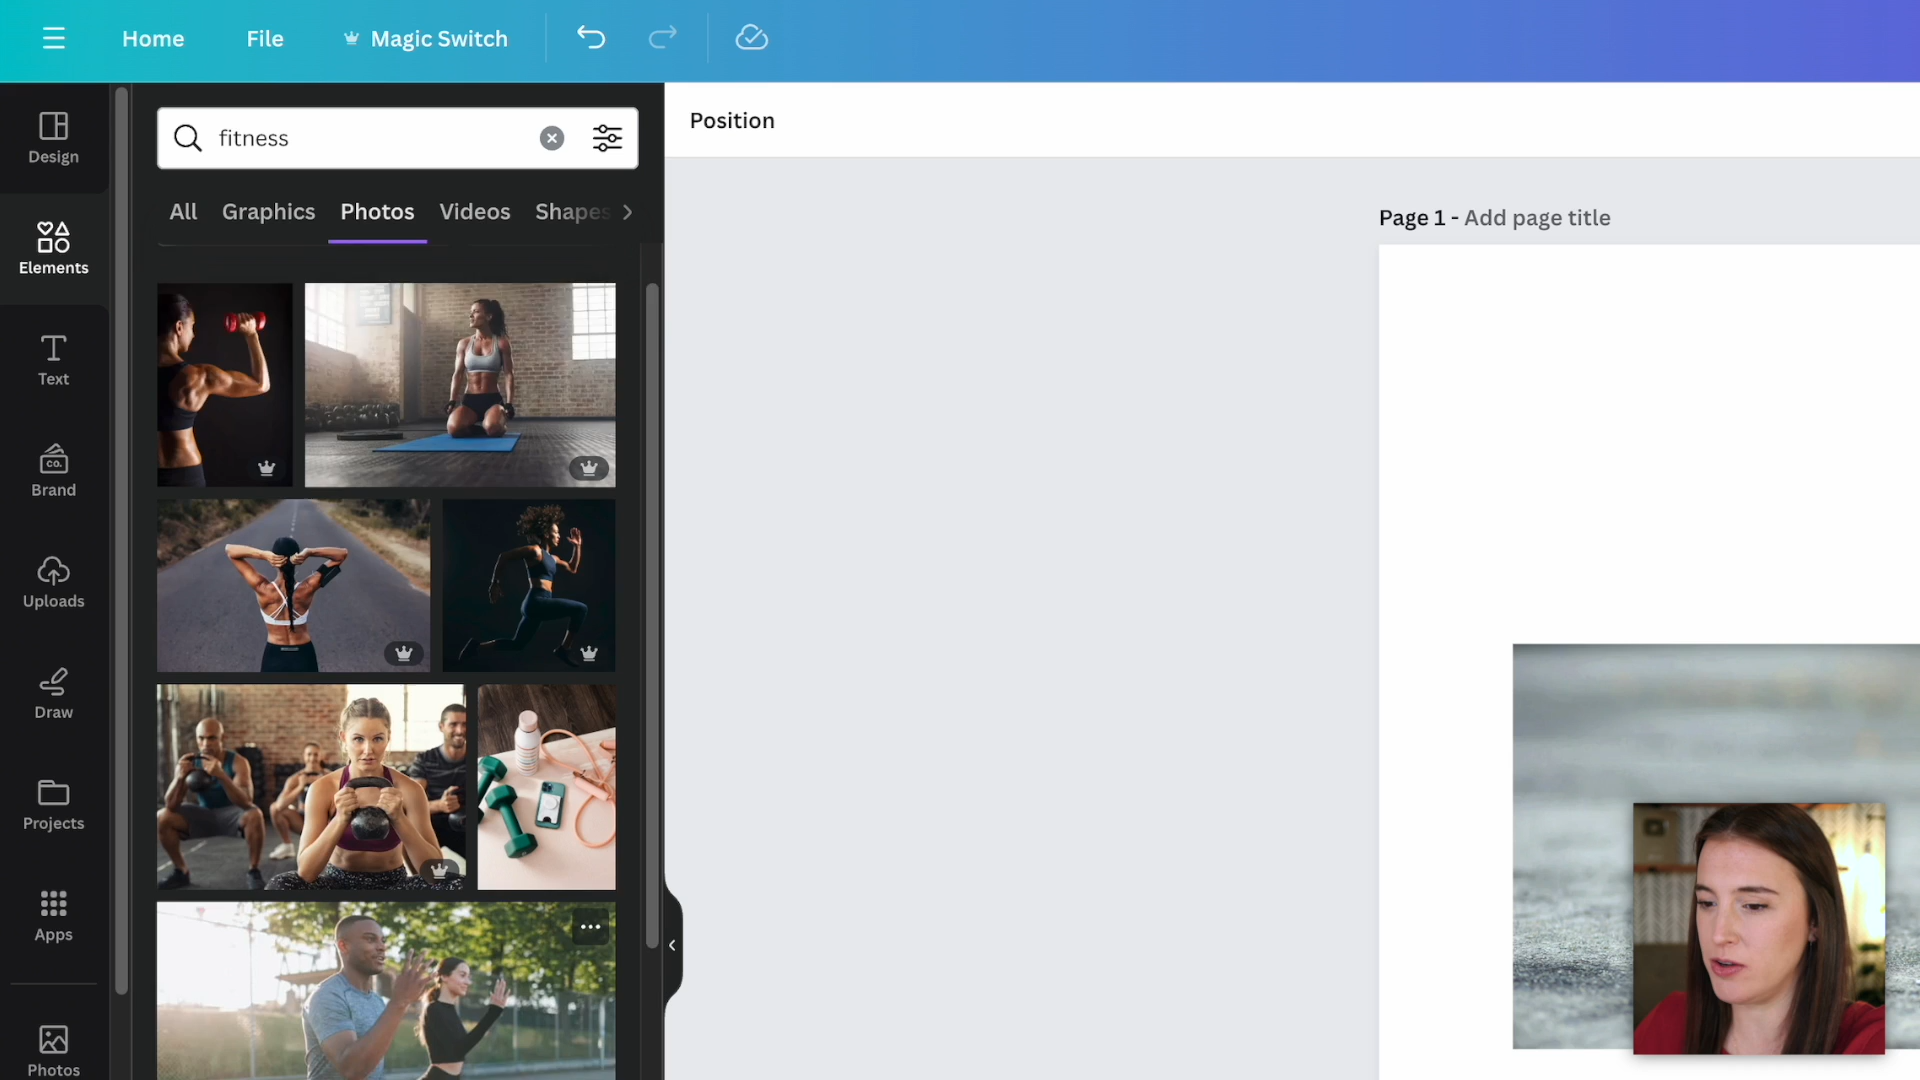 Home
File
Magic Switch
Design
Elements
Text
Brand
CO.
Uploads
Draw
Projects
Apps
Photos
fitness
All
Graphics
Photos
Videos
Shapes
Position
Page 1 - Add page title